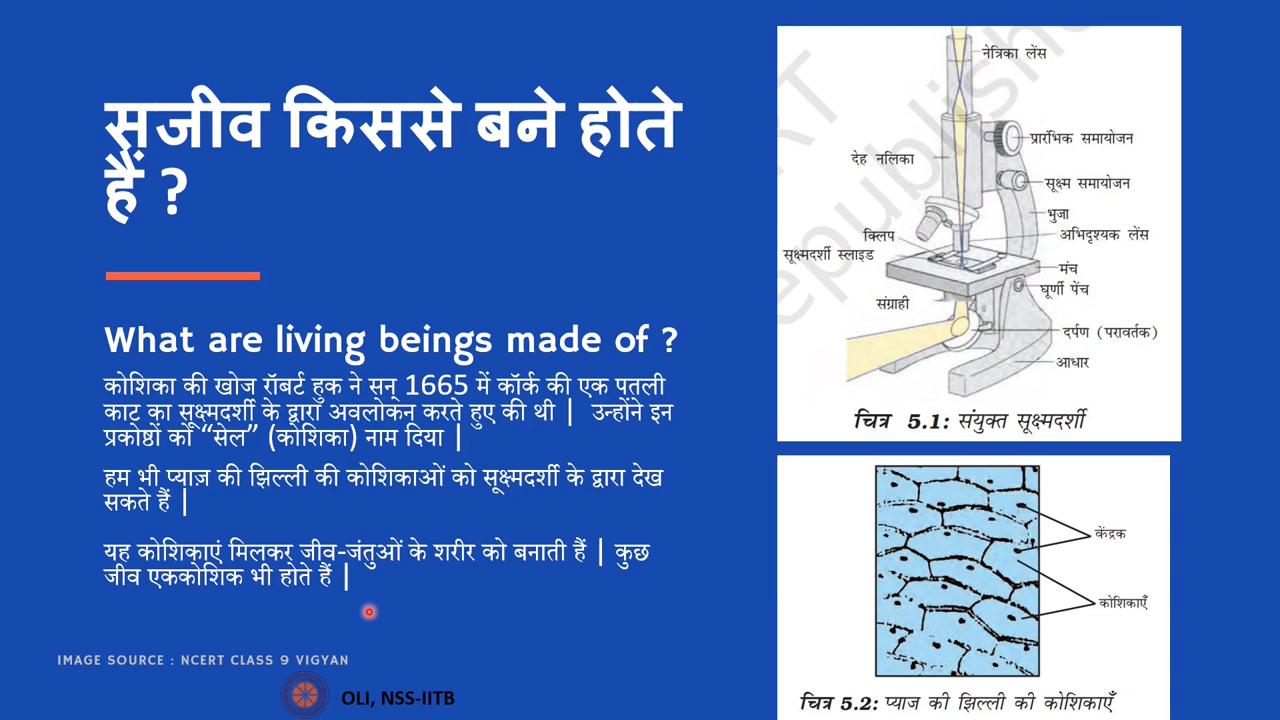 सजीव किससे बने होते
हैं ?
What are living beings made of ?
कोशिका की खोज रॉबर्ट हुक ने सन् 1665 में कॉर्क की एक पतली
काट का सूक्ष्मदर्शी के द्वारा अवलोकन करते हुए की थी | उन्होंने इन
प्रकोष्ठों को “सेल” (कोशिका) नाम दिया |
हम भी प्याज़ की झिल्ली की कोशिकाओं को सूक्ष्मदर्शी के द्वारा देख
सकते हैं |
यह कोशिकाएं मिलकर जीव-जंतुओं के शरीर को बनाती हैं | कुछ
जीव एककोशिक भी होते हैं |
IMAGE SOURCE : NCERT CLASS 9 VIGYAN
OLI, NSS-IITB
नेत्रिका लेंस
प्रारंभिक समायोजन
देह नलिका
सूक्ष्म समायोजन
भुजा
अभिदृश्यक लेंस
क्लिप
सूक्ष्मदर्शी स्लाइड
मंच
घूर्णी पेंच
संग्राही
दर्पण (परावर्तक)
आधार
चित्र 5.1: संयुक्त सूक्ष्मदर्शी
केंद्रक
कोशिकाएँ
चित्र 5.2: प्याज की झिल्ली की कोशिकाएँ